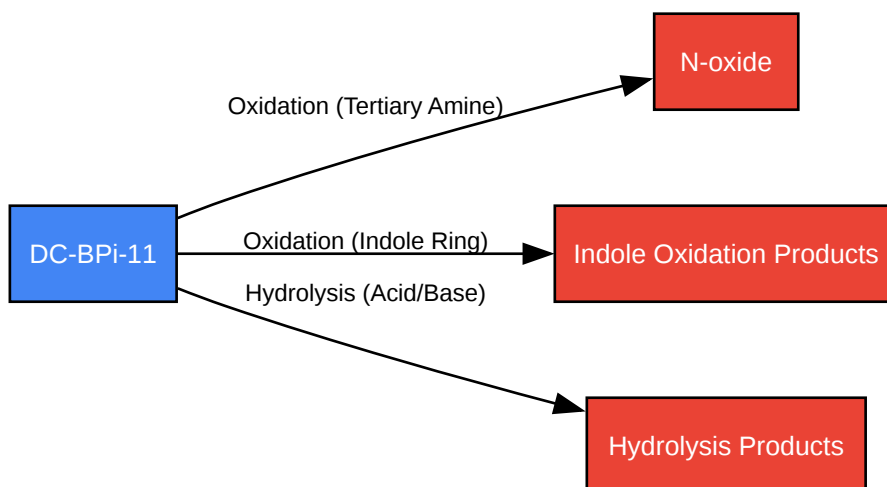 N-oxide
Oxidation (Tertiary Amine)
DC-BPi-11
Oxidation (Indole Ring)
Indole Oxidation Products
Hydrolysis (Acid/Base)
Hydrolysis Products